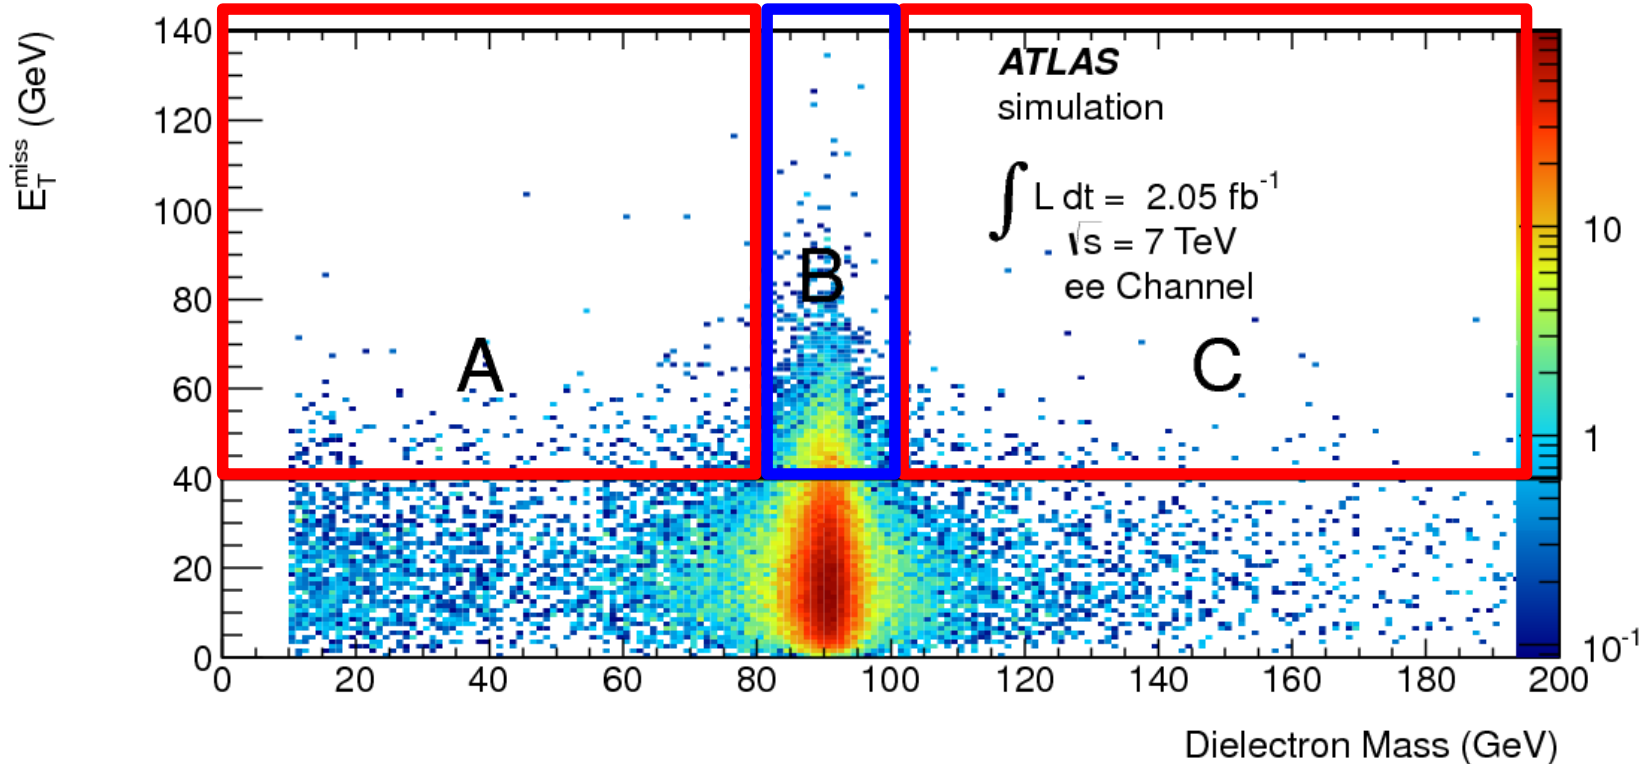 E_T^miss (GeV)
140
120
100
80
60
40
20
0
A
B
C
ATLAS
simulation
∫ L dt = 2.05 fb^-1
√s = 7 TeV
ee Channel
10
1
10^-1
0 20 40 60 80 100 120 140 160 180 200
Dielectron Mass (GeV)